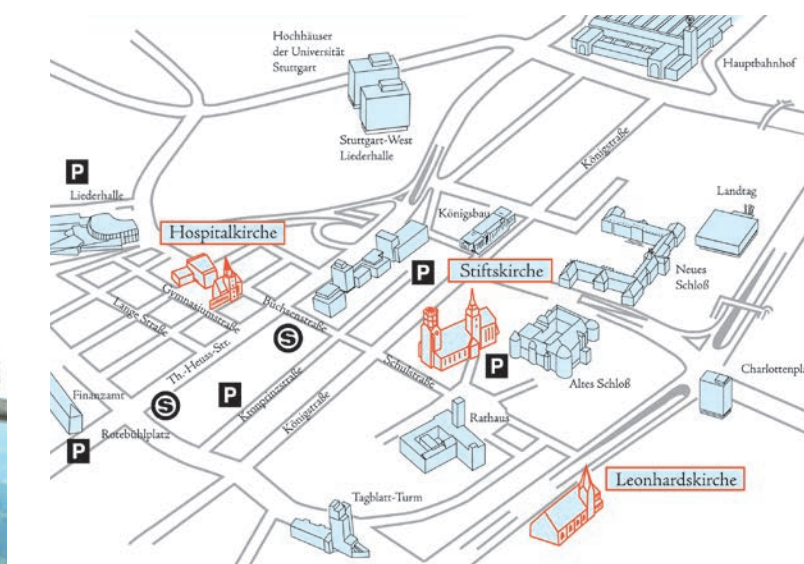 Hochhäuser
der Universität
Stuttgart
Hauptbahnhof
Stuttgart-West
Liederhalle
Königstraße
P
Liederhalle
Landtag
Königsbau
Hospitalkirche
Stiftskirche
P
Neues
Schloß
Gymnasiumstraße
Lange Straße
Büchsenstraße
S
Th.-Heuss-Str.
Schulstraße
P
Altes Schloß
Charlottenpla
Finanzamt
S
P
Kronprinzstraße
Königstraße
Rathaus
Rotebühlplatz
P
Leonhardskirche
Tagblatt-Turm